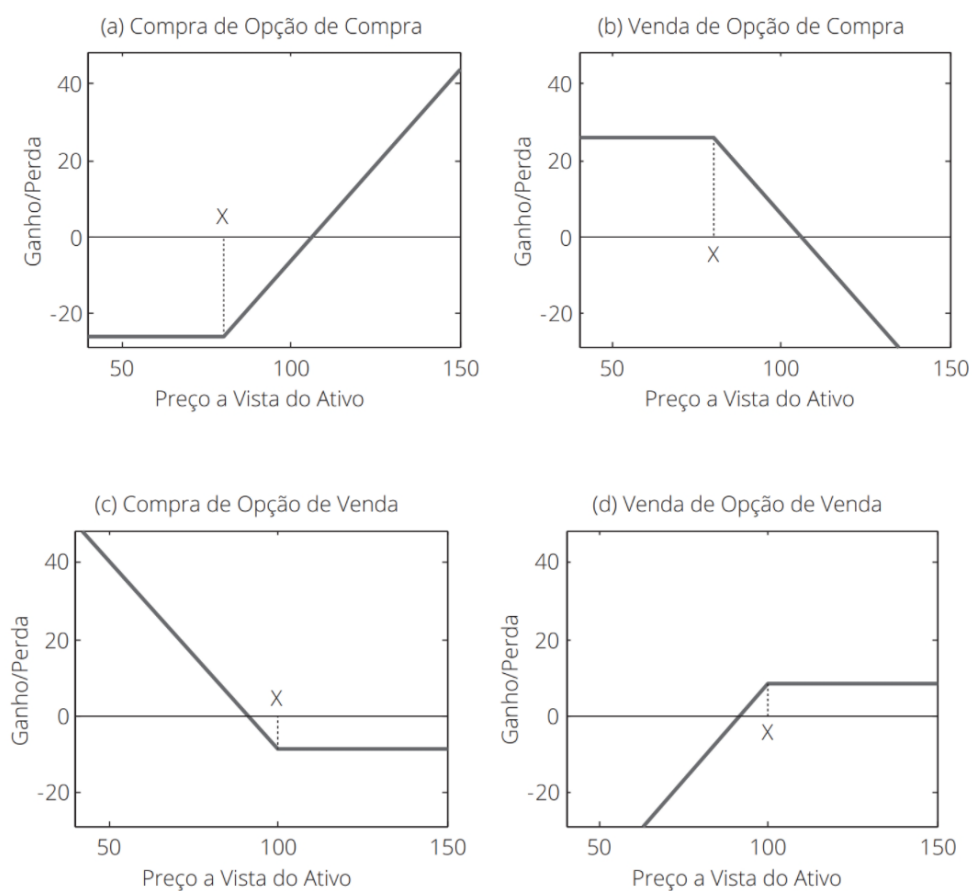 (a) Compra de Opção de Compra
40
20
0
-20
Ganho/Perda
X
50
100
150
Preço a Vista do Ativo
(b) Venda de Opção de Compra
40
20
0
-20
Ganho/Perda
X
50
100
150
Preço a Vista do Ativo
(c) Compra de Opção de Venda
40
20
0
-20
Ganho/Perda
X
50
100
150
Preço a Vista do Ativo
(d) Venda de Opção de Venda
40
20
0
-20
Ganho/Perda
X
50
100
150
Preço a Vista do Ativo